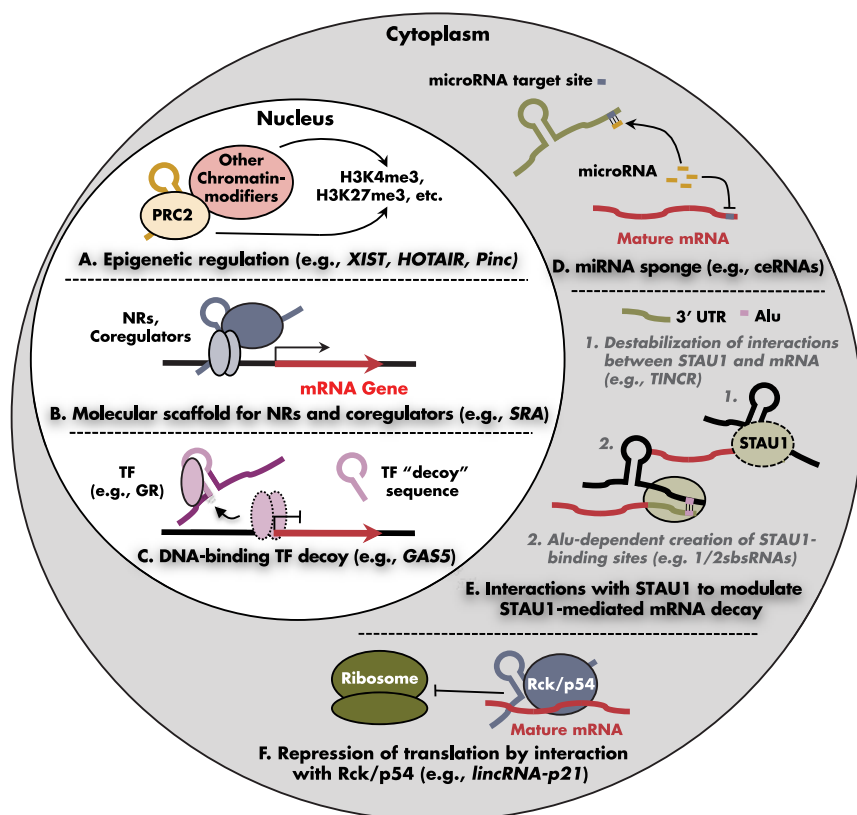 Cytoplasm
microRNA target site
Nucleus
Other
Chromatin-
modifiers
PRC2
H3K4me3,
H3K27me3, etc.
A. Epigenetic regulation (e.g., XIST, HOTAIR, Pinc)
NRs,
Coregulators
mRNA Gene
B. Molecular scaffold for NRs and coregulators (e.g., SRA)
TF
(e.g., GR)
TF “decoy”
sequence
C. DNA-binding TF decoy (e.g., GAS5)
microRNA
Mature mRNA
D. miRNA sponge (e.g., ceRNAs)
3′ UTR
Alu
1. Destabilization of interactions
between STAU1 and mRNA
(e.g., TINCR)
1.
STAU1
2.
2. Alu-dependent creation of STAU1-
binding sites (e.g. 1/2sbsRNAs)
E. Interactions with STAU1 to modulate
STAU1-mediated mRNA decay
Ribosome
Rck/p54
Mature mRNA
F. Repression of translation by interaction
with Rck/p54 (e.g., lincRNA-p21)